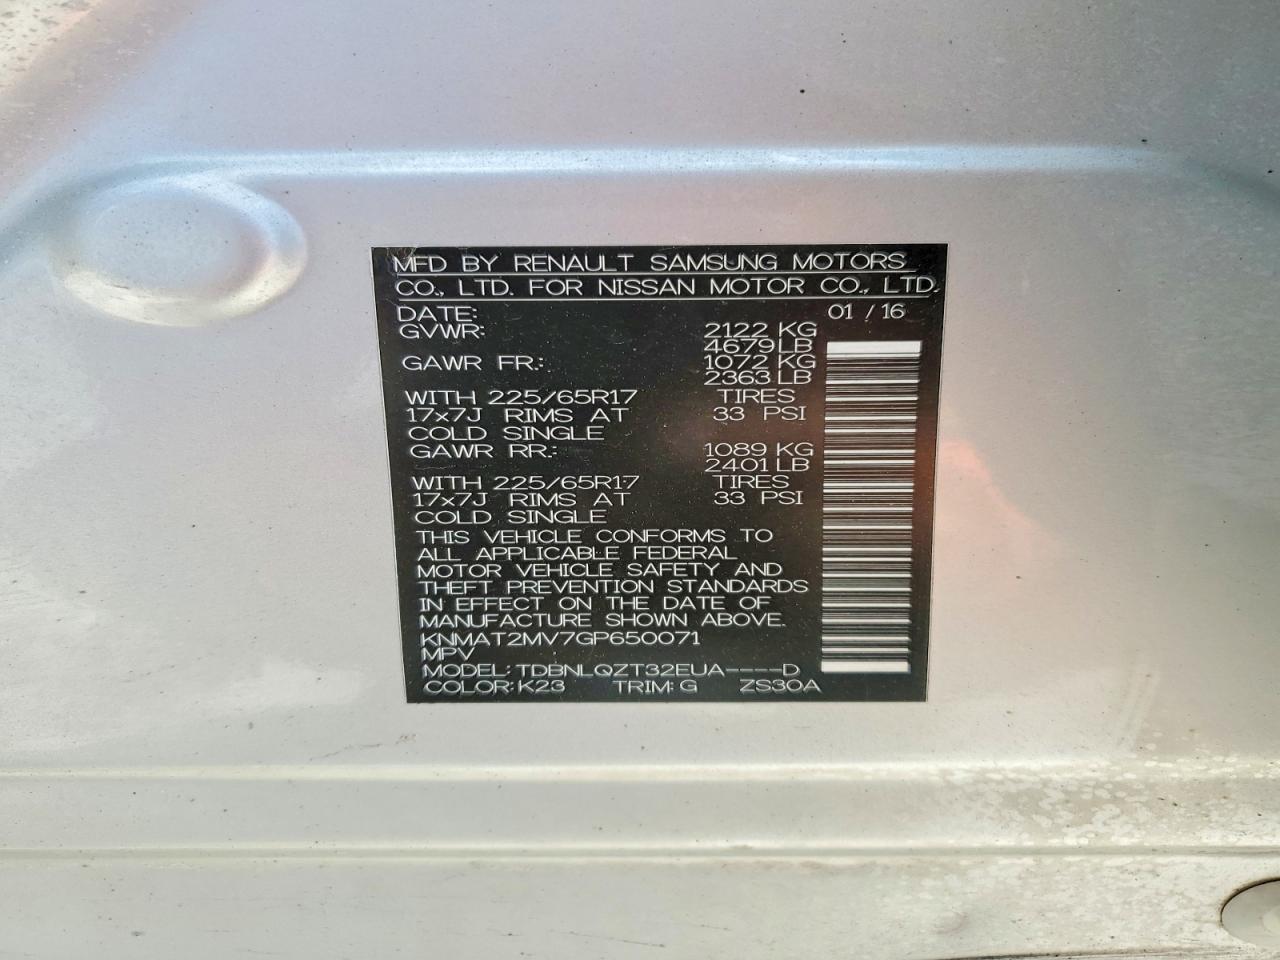 MFD BY RENAULT SAMSUNG MOTORS
CO., LTD. FOR NISSAN MOTOR CO., LTD.
DATE: 01 / 16
GVWR: 2122 KG
4679 LB
GAWR FR.: 1072 KG
2363 LB
WITH 225/65R17 TIRES
17x7J RIMS AT 33 PSI
COLD SINGLE
GAWR RR.: 1089 KG
2401 LB
WITH 225/65R17 TIRES
17x7J RIMS AT 33 PSI
COLD SINGLE
THIS VEHICLE CONFORMS TO
ALL APPLICABLE FEDERAL
MOTOR VEHICLE SAFETY AND
THEFT PREVENTION STANDARDS
IN EFFECT ON THE DATE OF
MANUFACTURE SHOWN ABOVE.
KNMAT2MV7GP650071
MPV
MODEL: TDBNLQZT32EUA----D
COLOR: K23 TRIM: G ZS30A